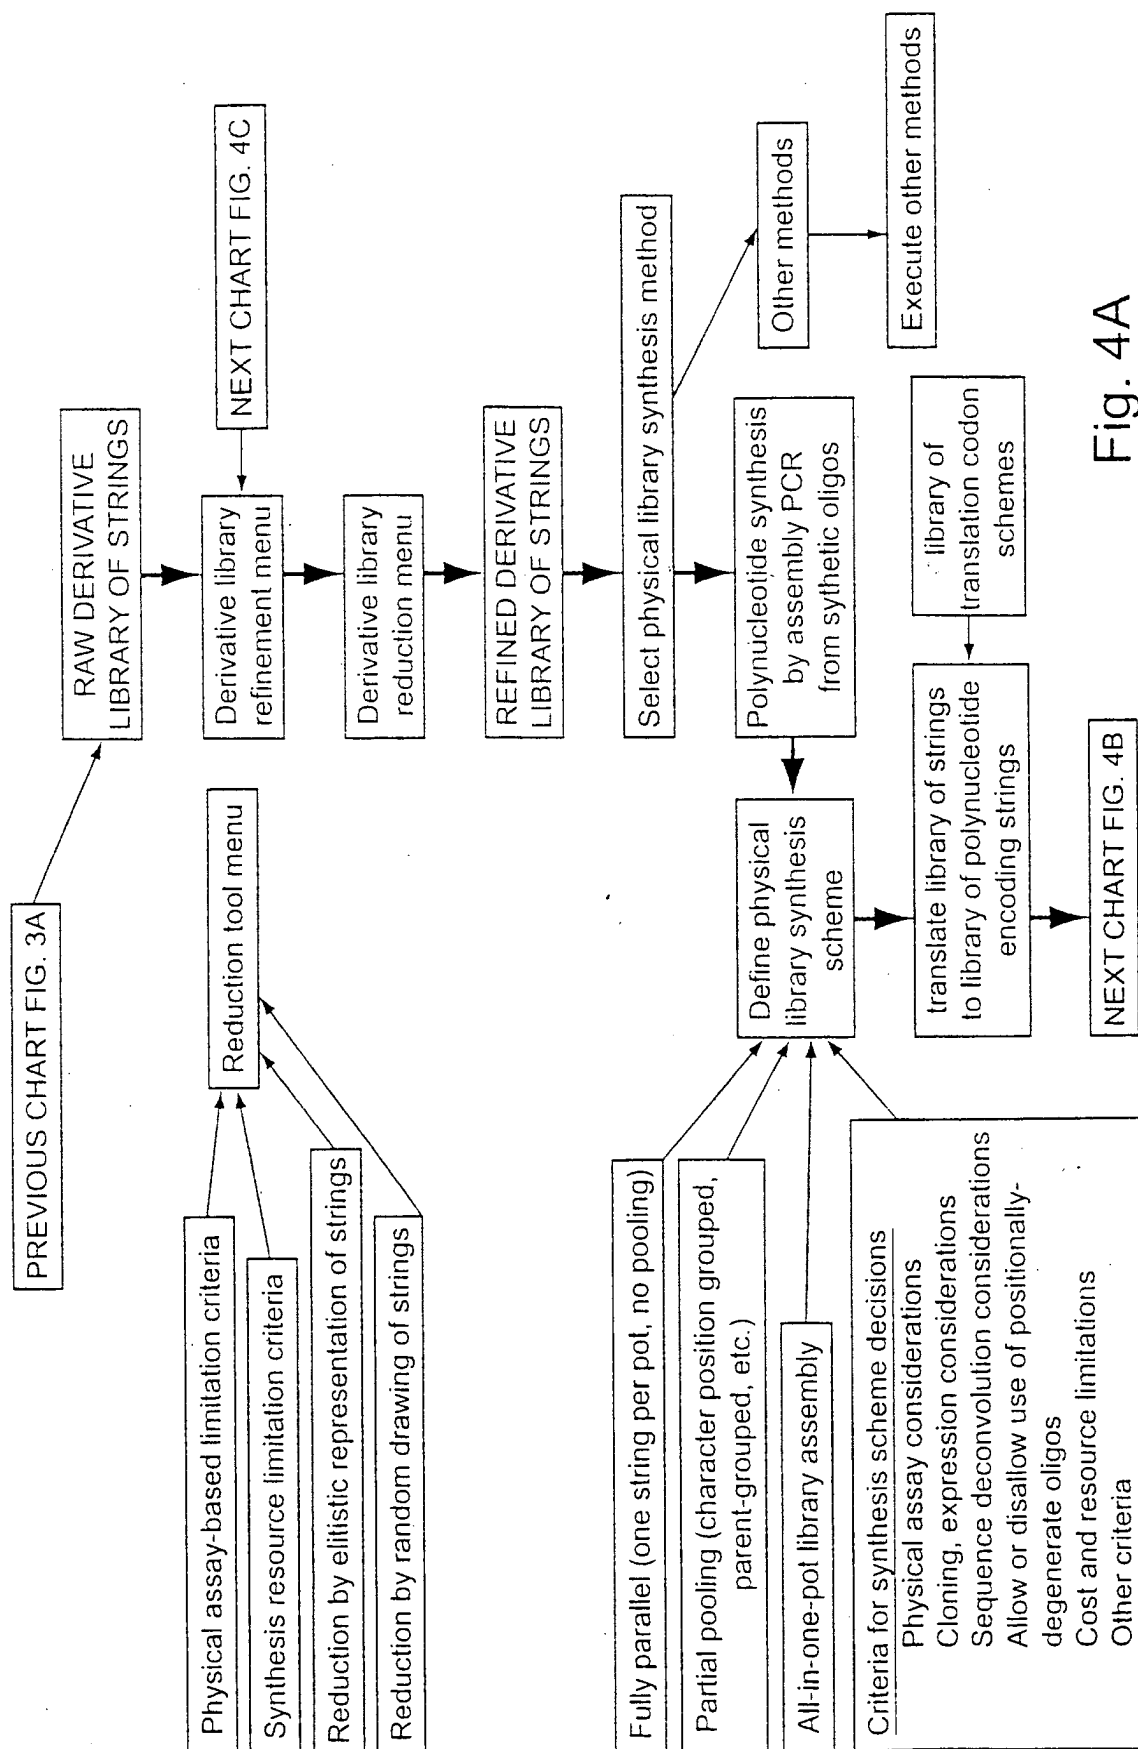 PREVIOUS CHART FIG. 3A
RAW DERIVATIVE
LIBRARY OF STRINGS
NEXT CHART FIG. 4C
Derivative library
refinement menu
Reduction tool menu
Physical assay-based limitation criteria
Synthesis resource limitation criteria
Reduction by elitistic representation of strings
Reduction by random drawing of strings
Derivative library
reduction menu
REFINED DERIVATIVE
LIBRARY OF STRINGS
Select physical library synthesis method
Other methods
Execute other methods
Polynucleotide synthesis
by assembly PCR
from sythetic oligos
Define physical
library synthesis
scheme
Fully parallel (one string per pot, no pooling)
Partial pooling (character position grouped,
parent-grouped, etc.)
All-in-one-pot library assembly
Criteria for synthesis scheme decisions
Physical assay considerations
Cloning, expression considerations
Sequence deconvolution considerations
Allow or disallow use of positionally-
degenerate oligos
Cost and resource limitations
Other criteria
library of
translation codon
schemes
translate library of strings
to library of polynucleotide
encoding strings
NEXT CHART FIG. 4B
Fig. 4A